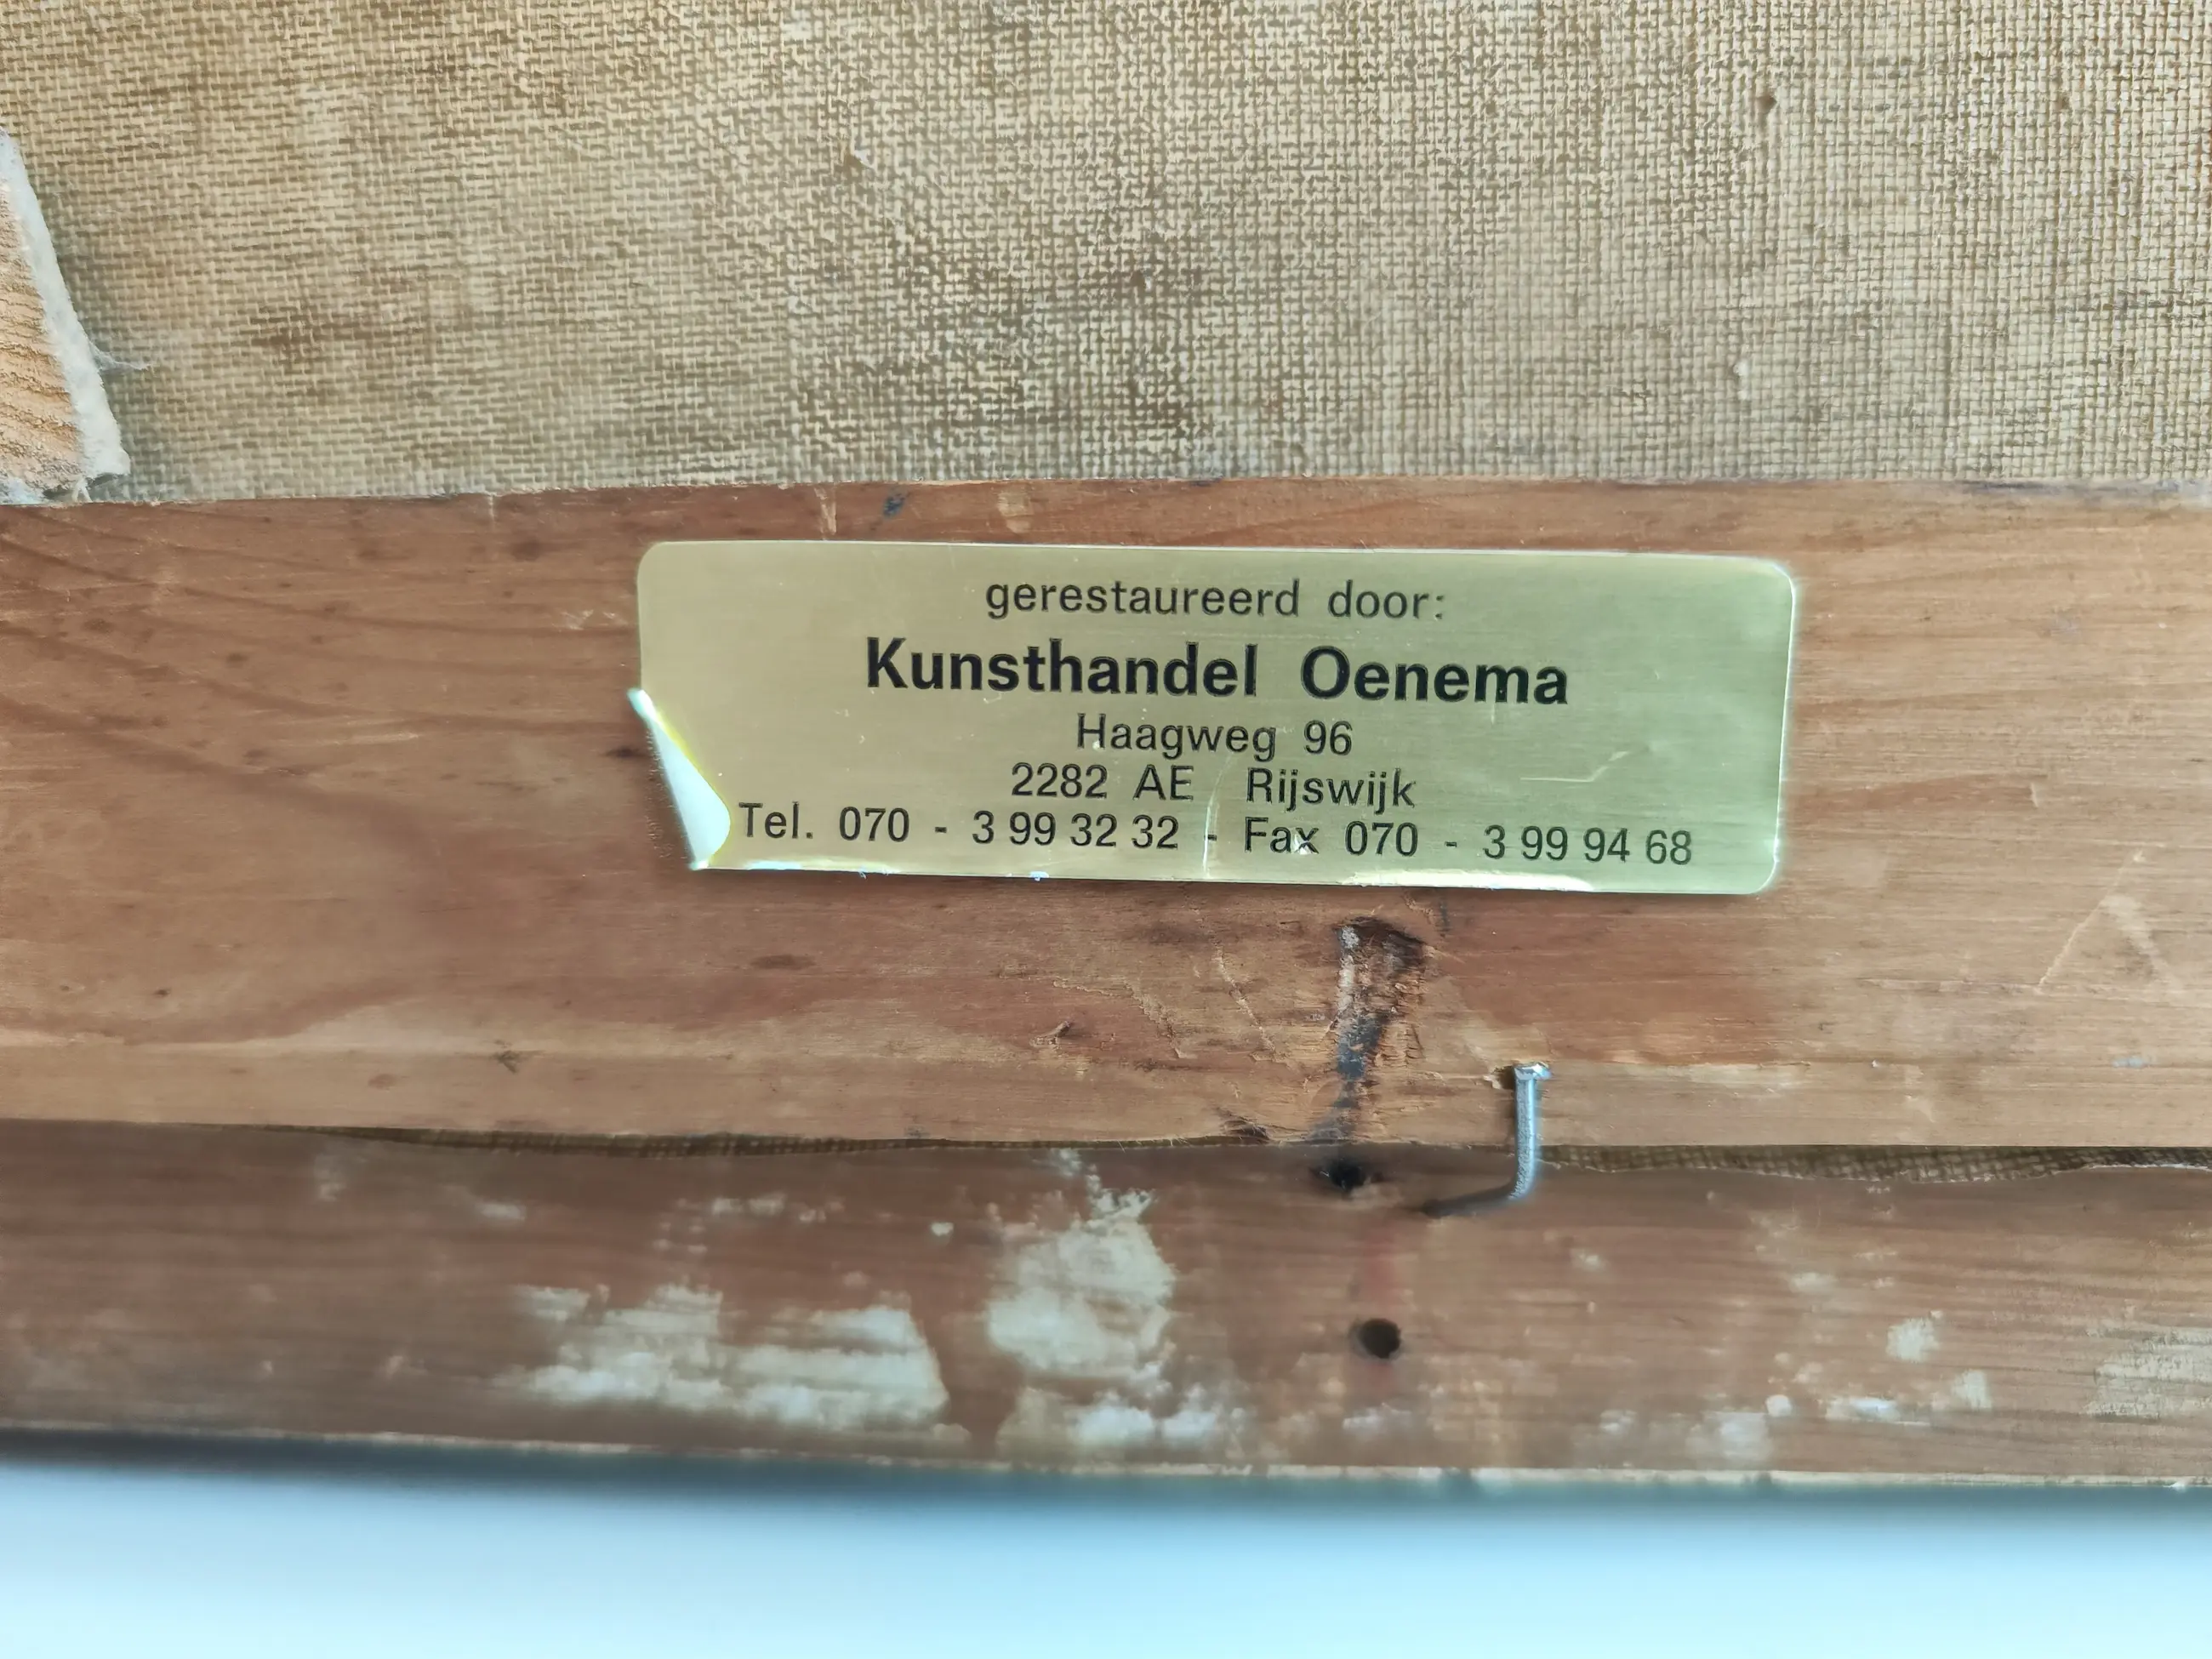 gerestaureerd door:
Kunsthandel Oenema
Haagweg 96
2282 AE Rijswijk
Tel. 070 - 3 99 32 32 - Fax 070 - 3 99 94 68